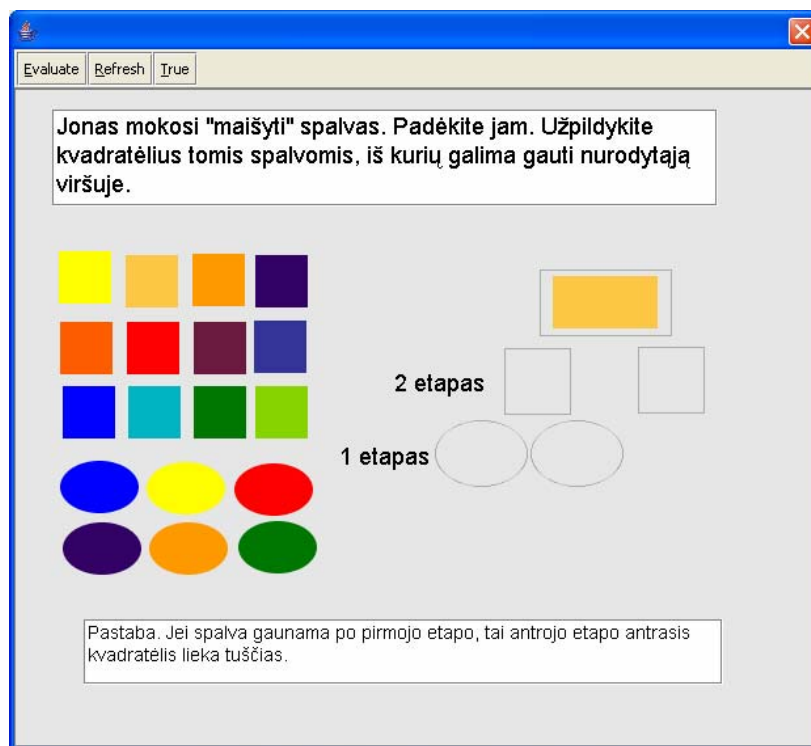 Evaluate Refresh True
Jonas mokosi "maišyti" spalvas. Padėkite jam. Užpildykite
kvadratėlius tomis spalvomis, iš kurių galima gauti nurodytąją
viršuje.
2 etapas
1 etapas
Pastaba. Jei spalva gaunama po pirmojo etapo, tai antrojo etapo antrasis
kvadratėlis lieka tuščias.